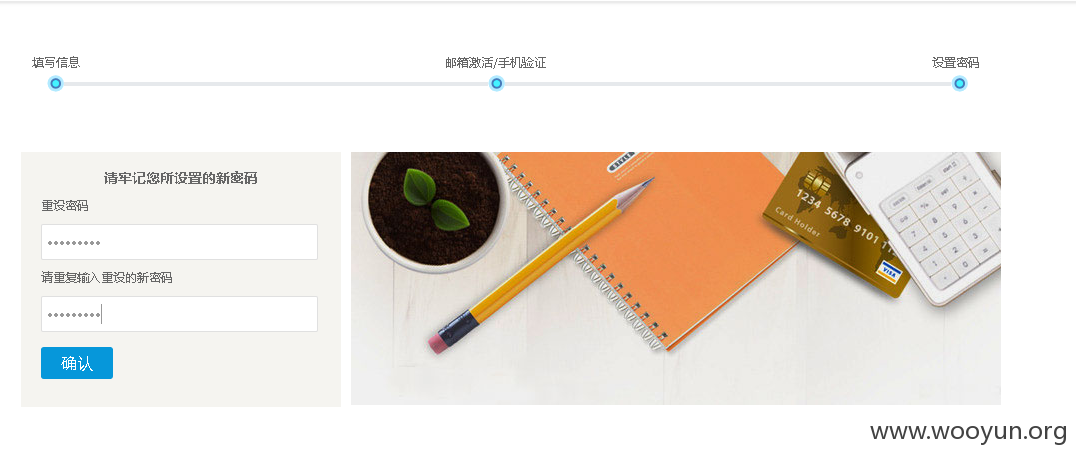 填写信息
邮箱激活/手机验证
设置密码
请牢记您所设置的新密码
重设密码
请重复输入重设的新密码
确认
1234 5678 9101 11
Card Holder
VISA
www.wooyun.org